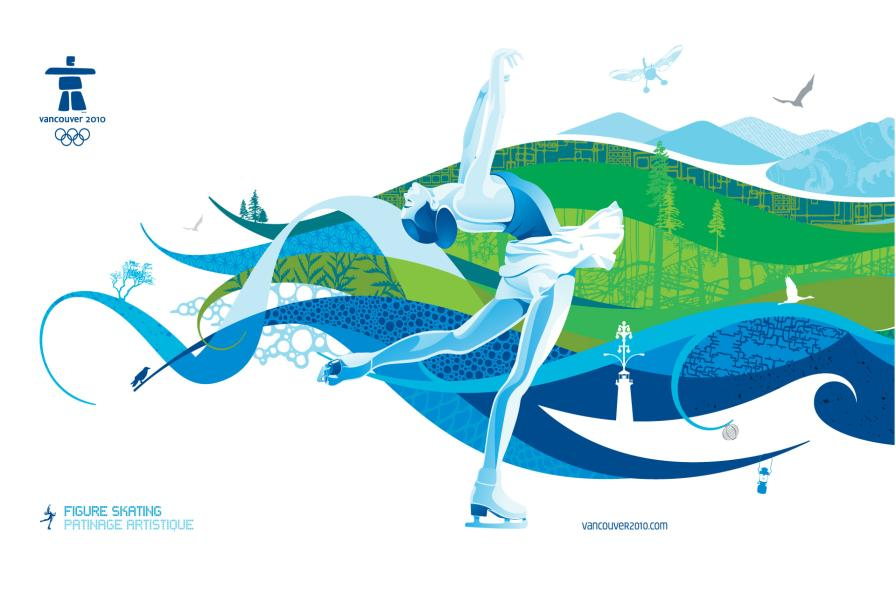 vancouver 2010
FIGURE SKATING
PATINAGE ARTISTIQUE
vancouver2010.com